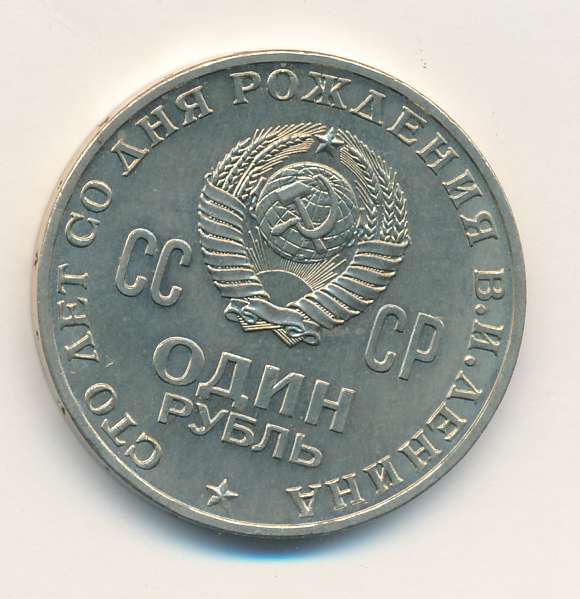 СТО ЛЕТ СО ДНЯ РОЖДЕНИЯ В.И.ЛЕНИНА
СС СР
ОДИН
РУБЛЬ